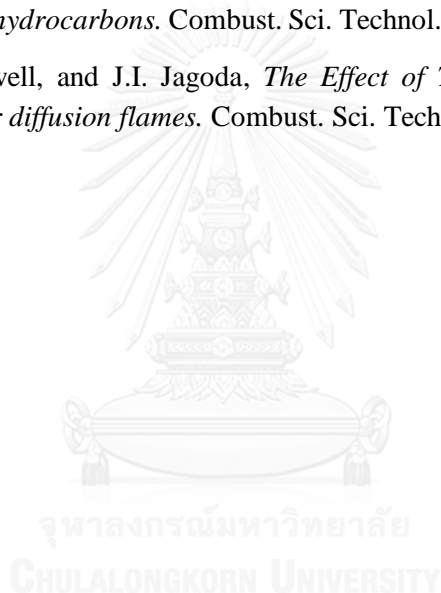 hydrocarbons. Combust. Sci. Technol.
well, and J.I. Jagoda, The Effect of T
diffusion flames. Combust. Sci. Tech
จุฬาลงกรณ์มหาวิทยาลัย
CHULALONGKORN UNIVERSITY